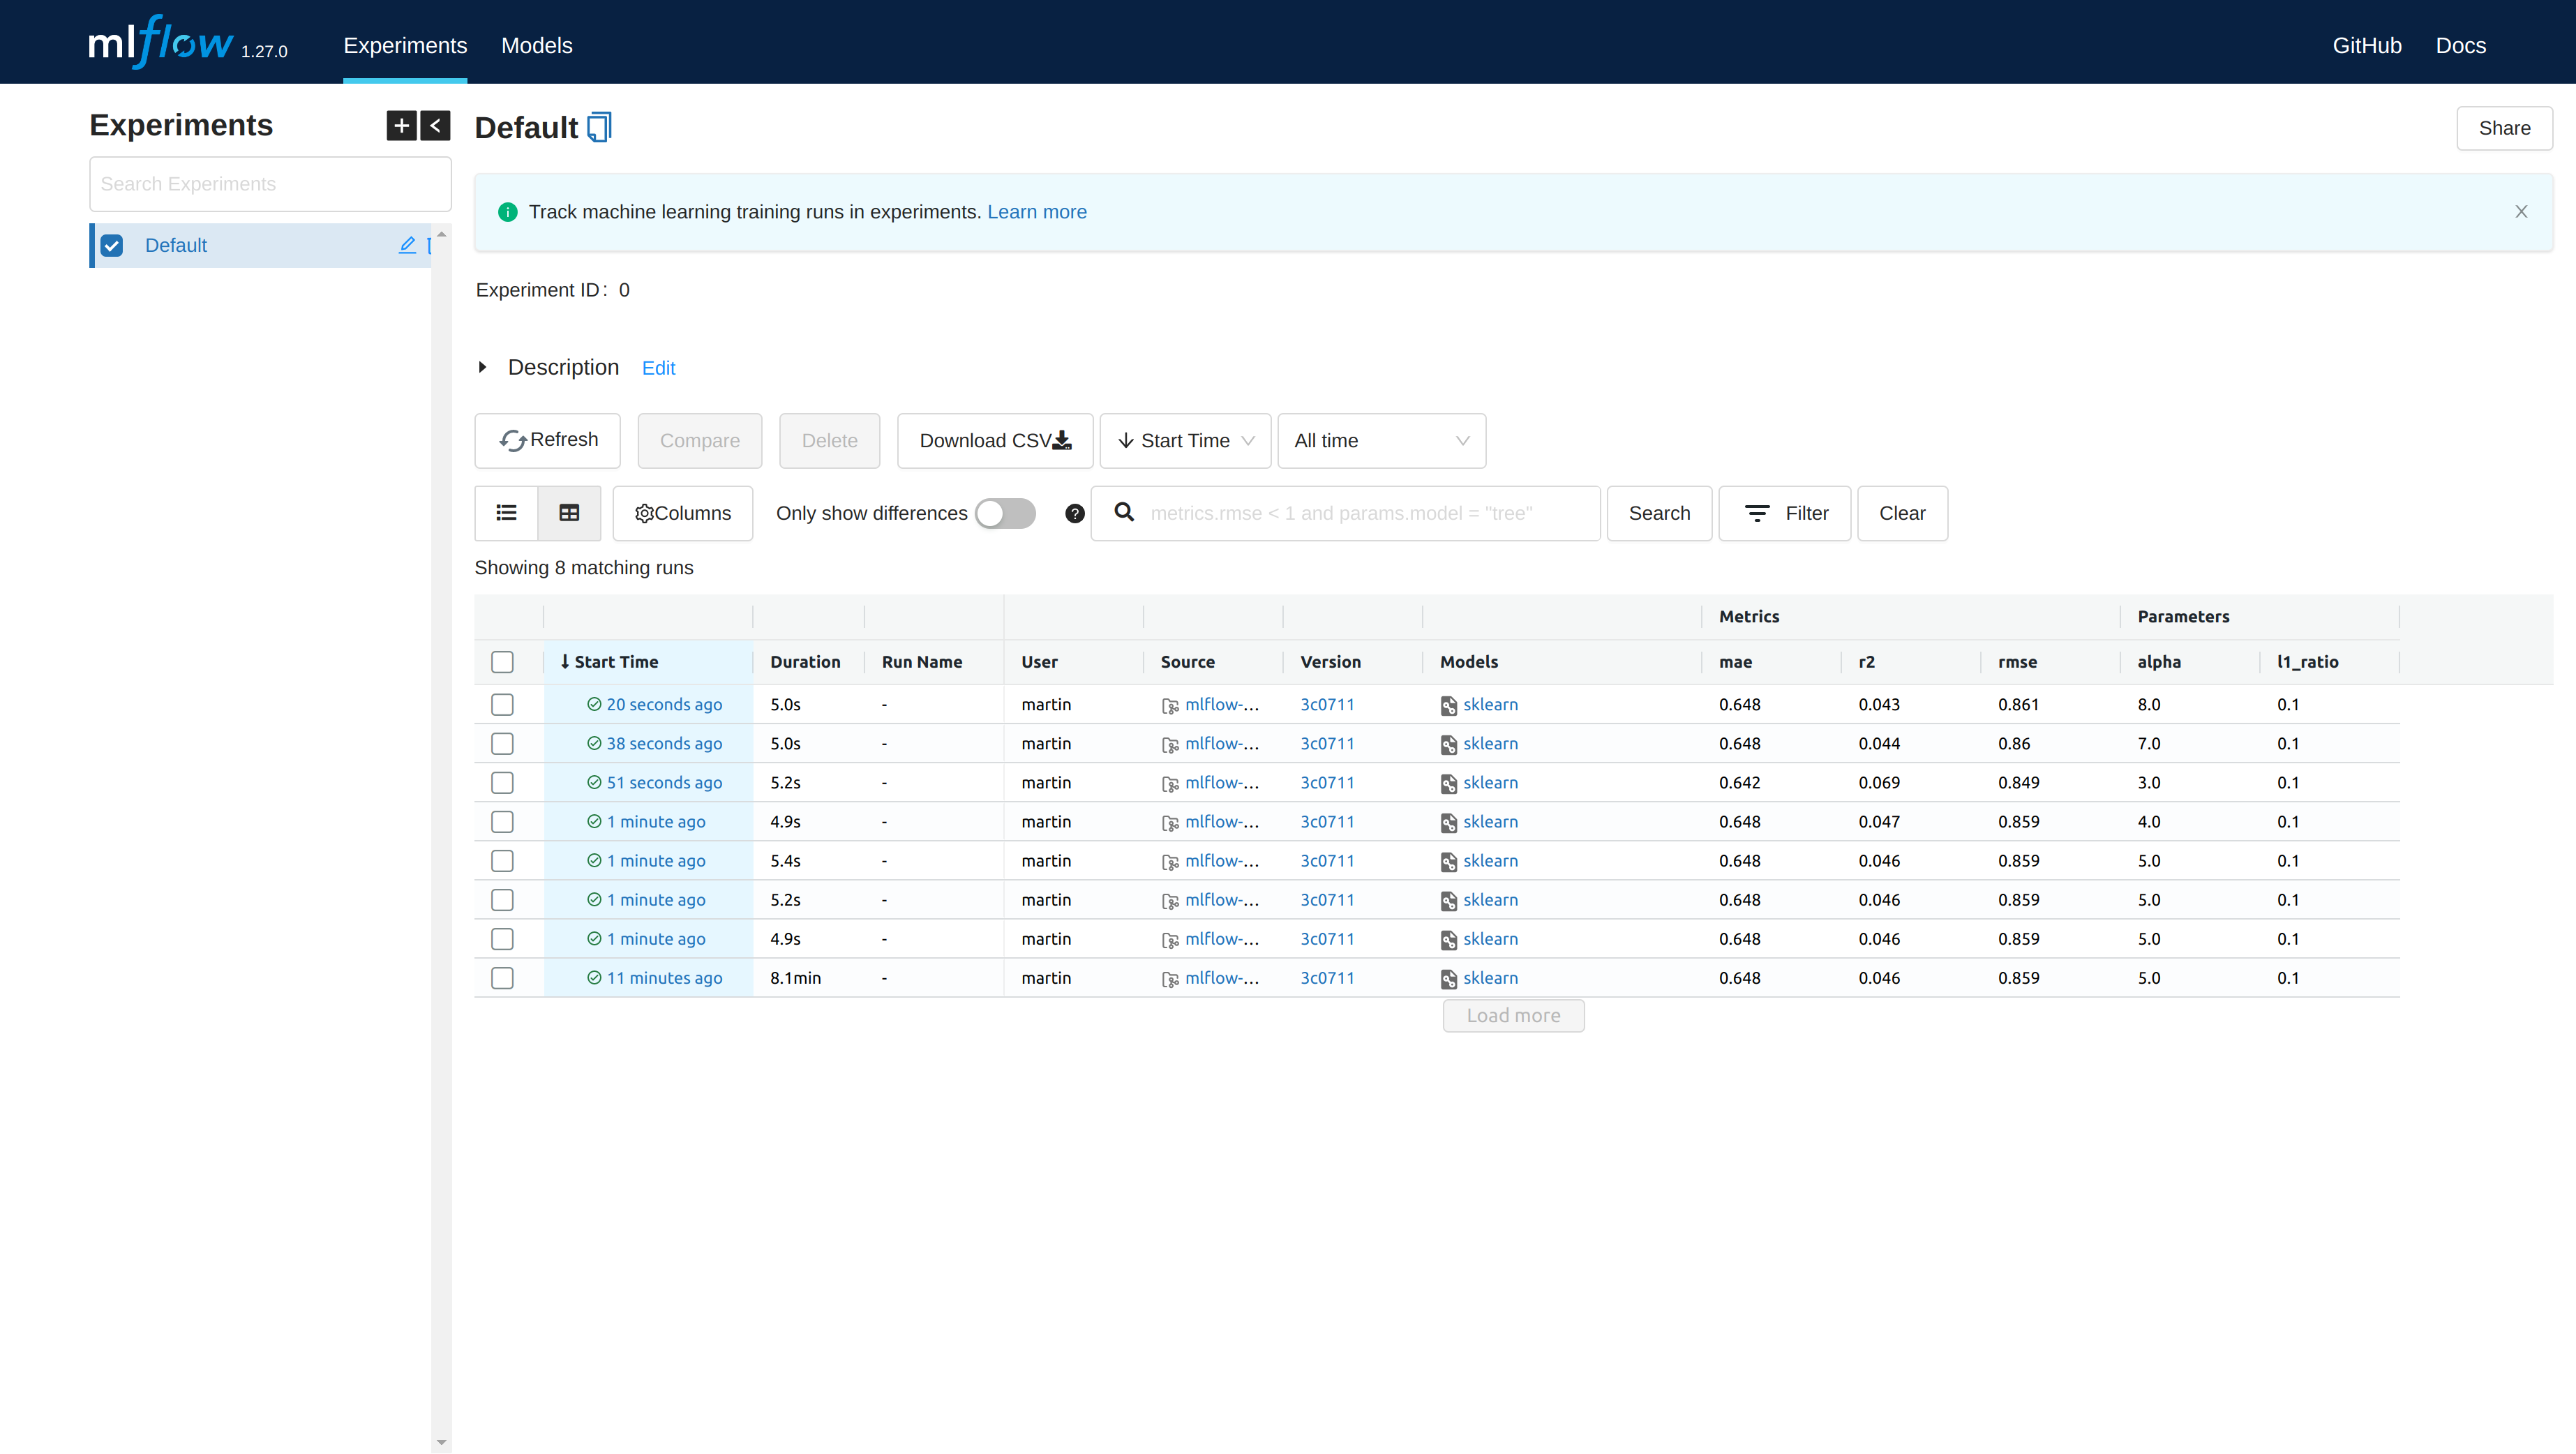 mlflow 1.27.0 Experiments Models GitHub Docs
Experiments
Search Experiments
Default
Default
Share
Track machine learning training runs in experiments. Learn more
Experiment ID: 0
Description Edit
Refresh Compare Delete Download CSV Start Time All time
Columns Only show differences metrics.rmse < 1 and params.model = "tree" Search Filter Clear
Showing 8 matching runs
Metrics Parameters
Start Time Duration Run Name User Source Version Models mae r2 rmse alpha l1_ratio
20 seconds ago 5.0s - martin mlflow-... 3c0711 sklearn 0.648 0.043 0.861 8.0 0.1
38 seconds ago 5.0s - martin mlflow-... 3c0711 sklearn 0.648 0.044 0.86 7.0 0.1
51 seconds ago 5.2s - martin mlflow-... 3c0711 sklearn 0.642 0.069 0.849 3.0 0.1
1 minute ago 4.9s - martin mlflow-... 3c0711 sklearn 0.648 0.047 0.859 4.0 0.1
1 minute ago 5.4s - martin mlflow-... 3c0711 sklearn 0.648 0.046 0.859 5.0 0.1
1 minute ago 5.2s - martin mlflow-... 3c0711 sklearn 0.648 0.046 0.859 5.0 0.1
1 minute ago 4.9s - martin mlflow-... 3c0711 sklearn 0.648 0.046 0.859 5.0 0.1
11 minutes ago 8.1min - martin mlflow-... 3c0711 sklearn 0.648 0.046 0.859 5.0 0.1
Load more